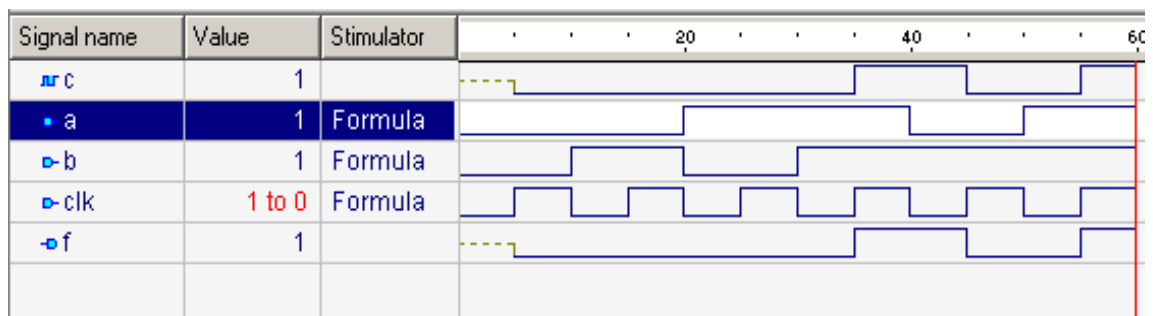 Signal name Value Stimulator 20 40 60
c 1
a 1 Formula
b 1 Formula
clk 1 to 0 Formula
f 1